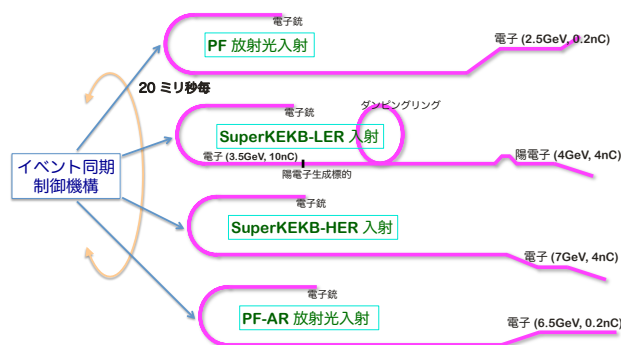 電子銃
PF 放射光入射
電子 (2.5GeV, 0.2nC)
20 ミリ秒毎
電子銃
ダンピングリング
SuperKEKB-LER 入射
電子 (3.5GeV, 10nC)
陽電子生成標的
陽電子 (4GeV, 4nC)
イベント同期
制御機構
電子銃
SuperKEKB-HER 入射
電子 (7GeV, 4nC)
電子銃
PF-AR 放射光入射
電子 (6.5GeV, 0.2nC)